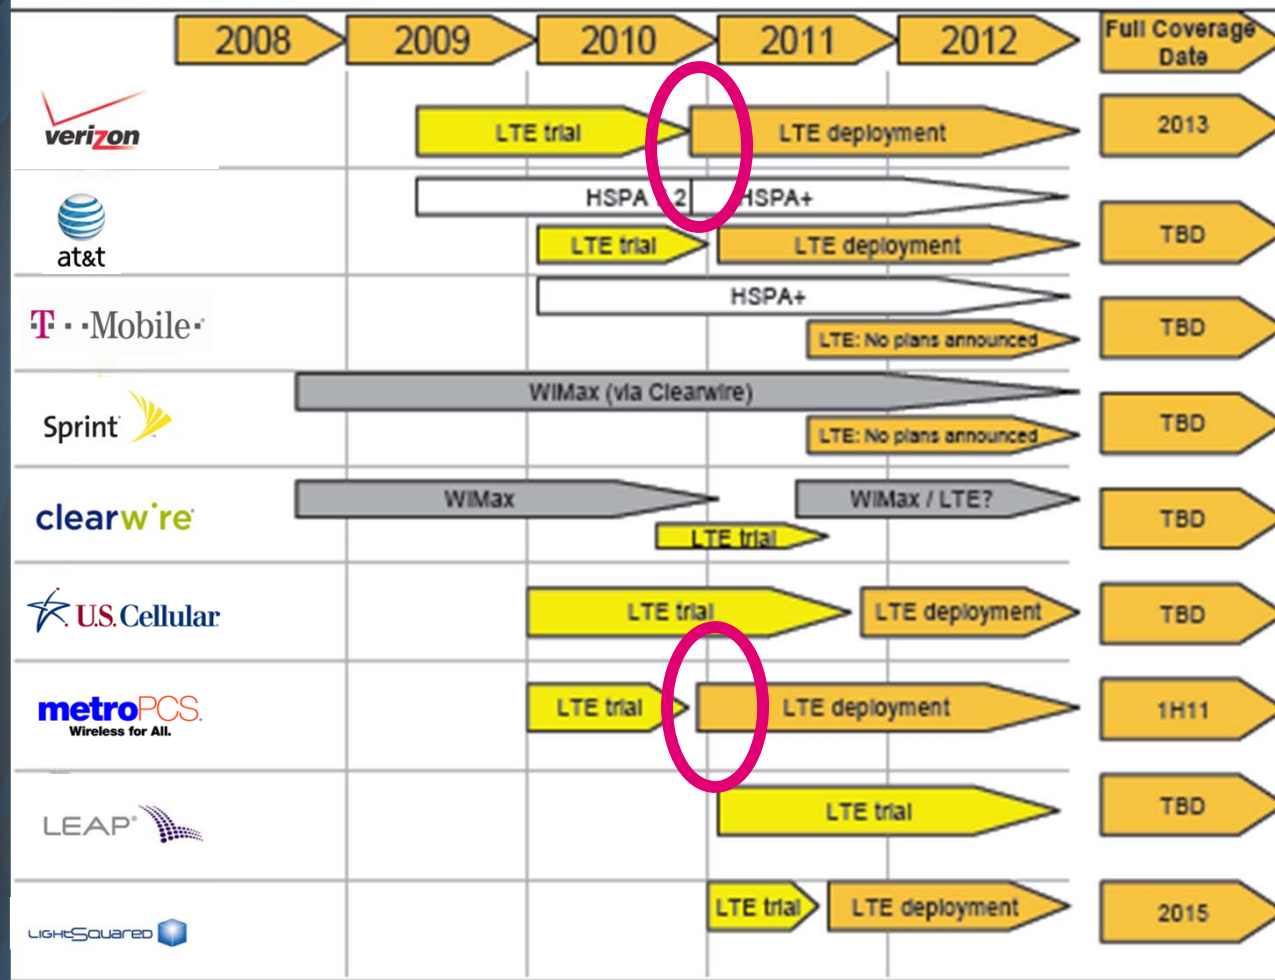 2008 2009 2010 2011 2012 Full Coverage
Date
verizon LTE trial LTE deployment 2013
HSPA .2 HSPA+
at&t LTE trial LTE deployment TBD
HSPA+
T··Mobile· LTE: No plans announced TBD
WiMax (via Clearwire)
Sprint LTE: No plans announced TBD
clearwire WiMax WiMax / LTE? TBD
LTE trial
U.S. Cellular LTE trial LTE deployment TBD
metroPCS. LTE trial LTE deployment 1H11
Wireless for All.
LEAP LTE trial TBD
LIGHTSQUARED LTE trial LTE deployment 2015